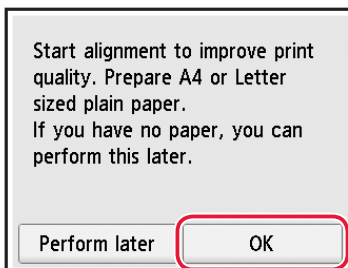 Start alignment to improve print
quality. Prepare A4 or Letter
sized plain paper.
If you have no paper, you can
perform this later.
Perform later
OK